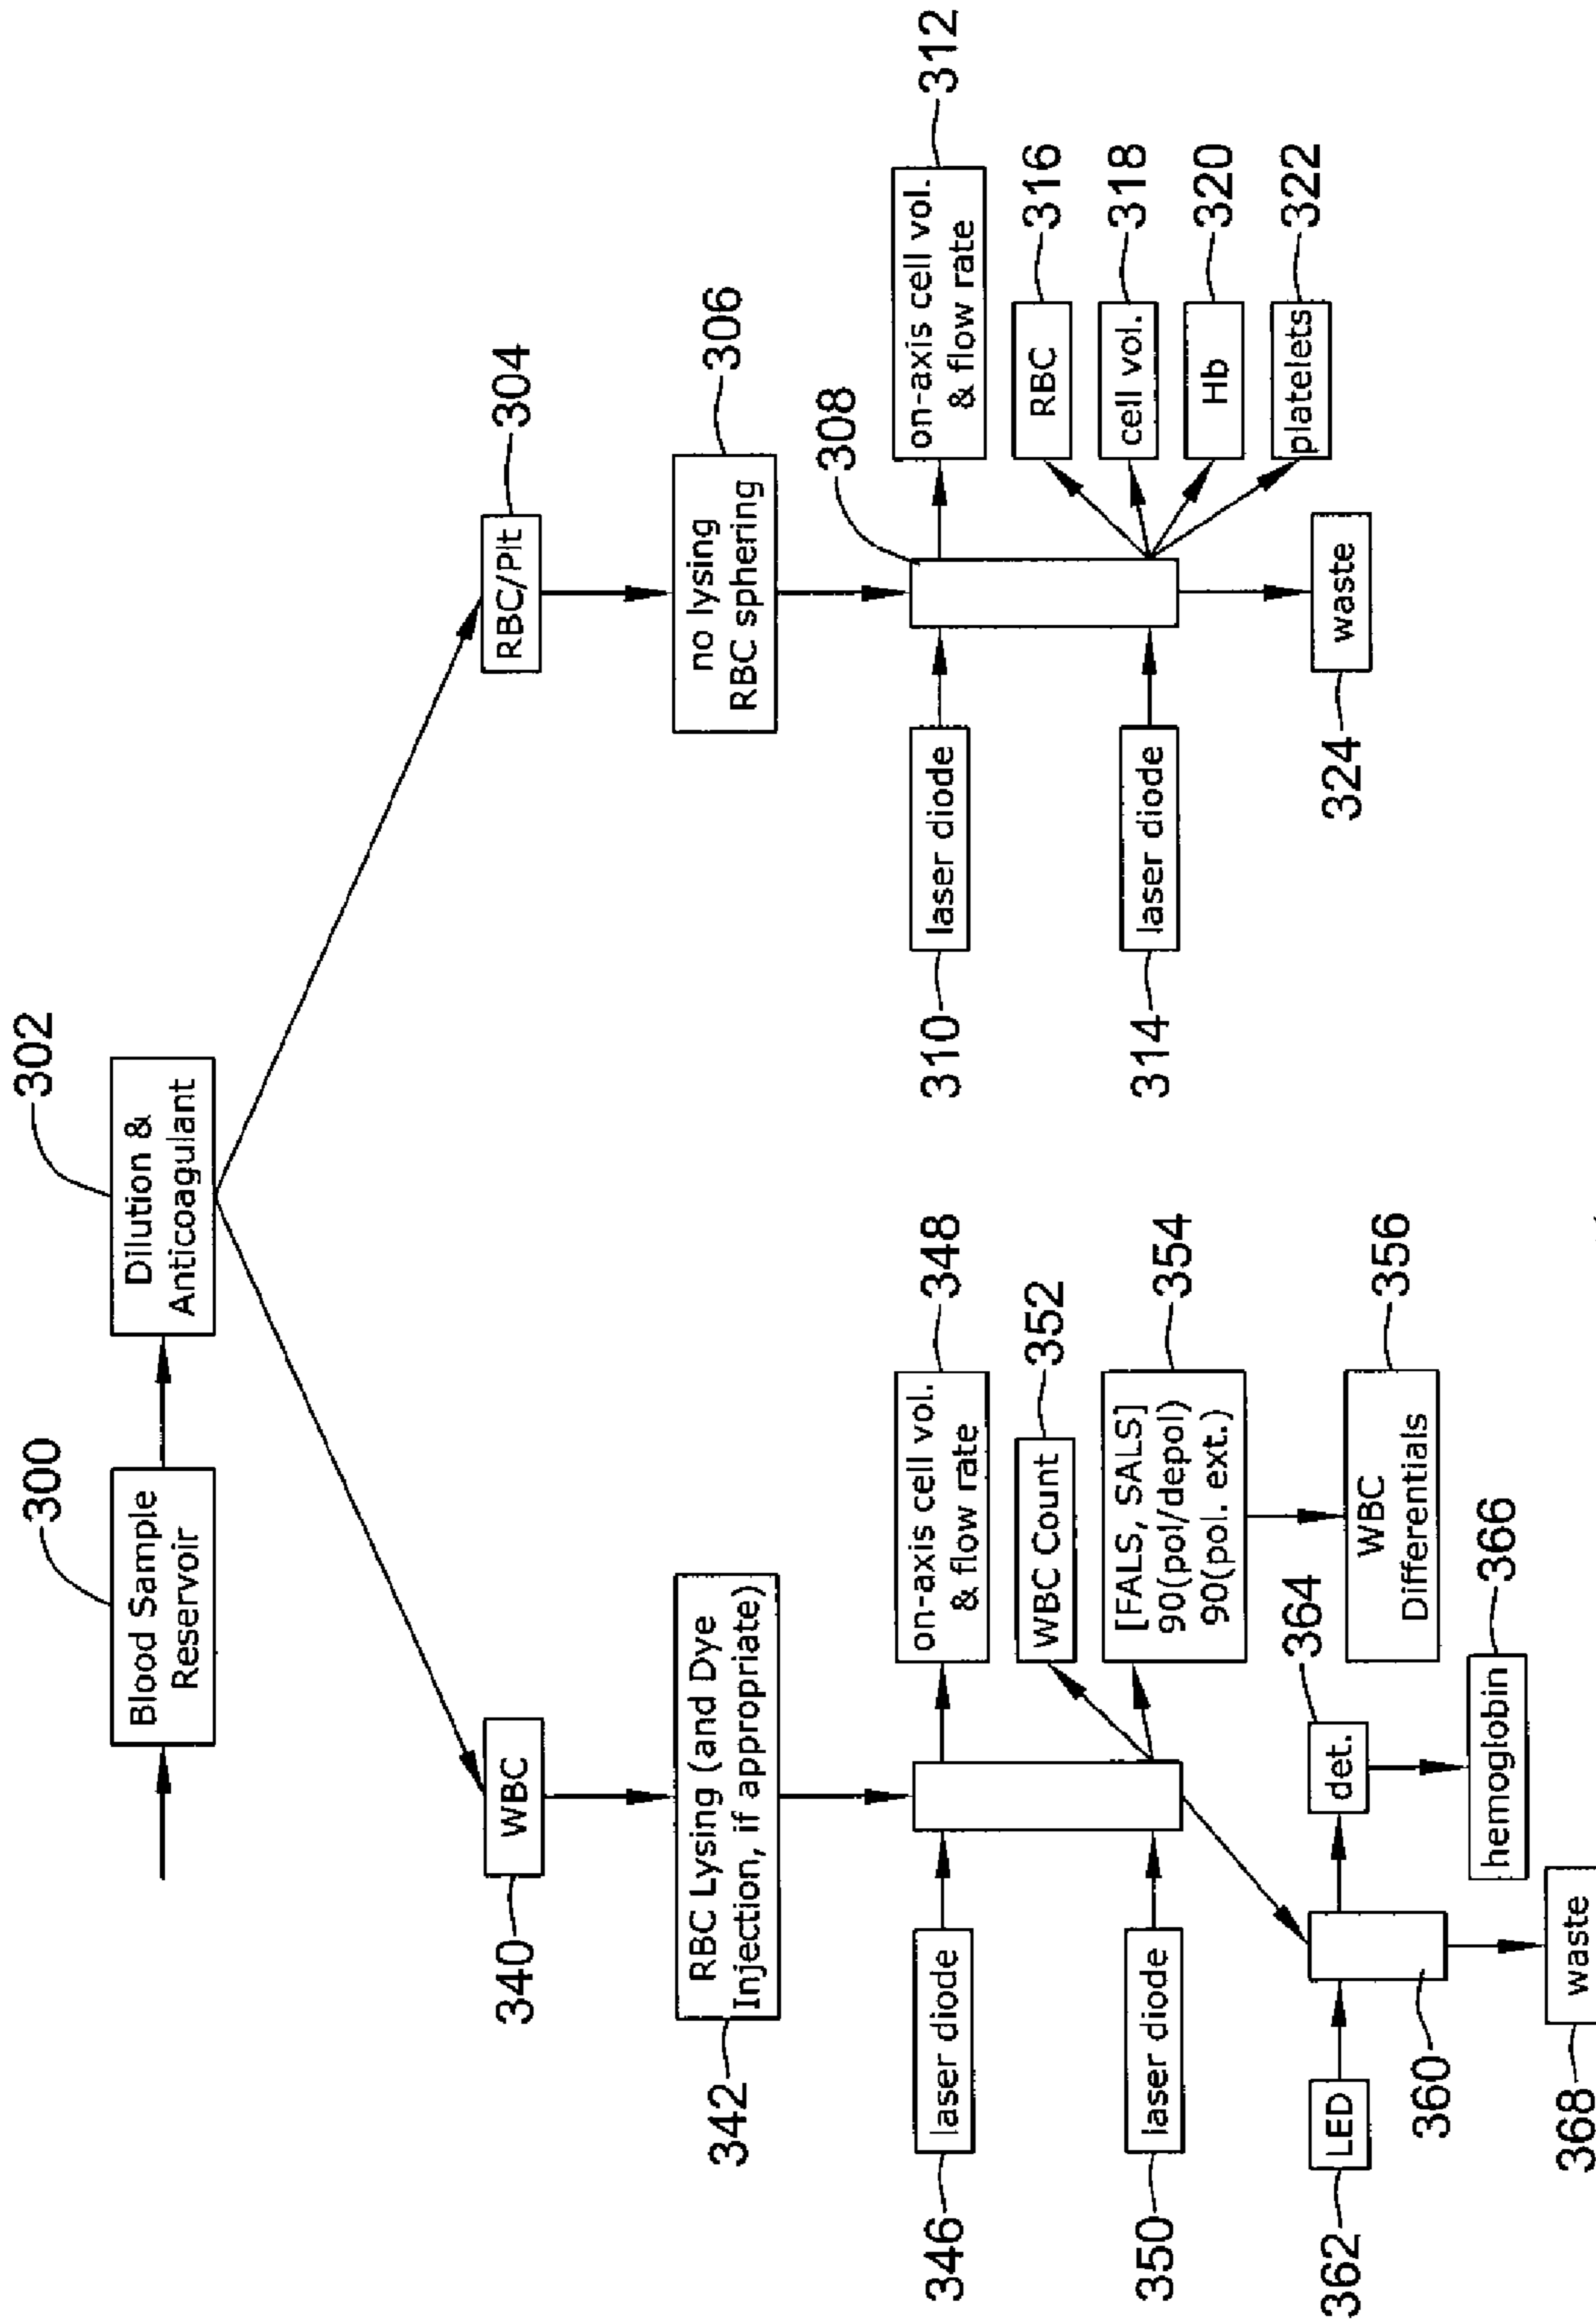 300
Blood Sample
Reservoir
302
Dilution &
Anticoagulant
340
WBC
342
RBC Lysing (and Dye
Injection, if appropriate)
346
laser diode
on-axis cell vol.
& flow rate
348
350
laser diode
WBC Count
352
[FALS, SALS]
90(pol/depol)
90(pol. ext.)
354
WBC
Differentials
356
362
LED
360
det.
364
hemoglobin
366
368
waste
RBC/Plt
304
no lysing
RBC sphering
306
308
310
laser diode
on-axis cell vol.
& flow rate
312
314
laser diode
RBC
316
cell vol.
318
Hb
320
platelets
322
324
waste